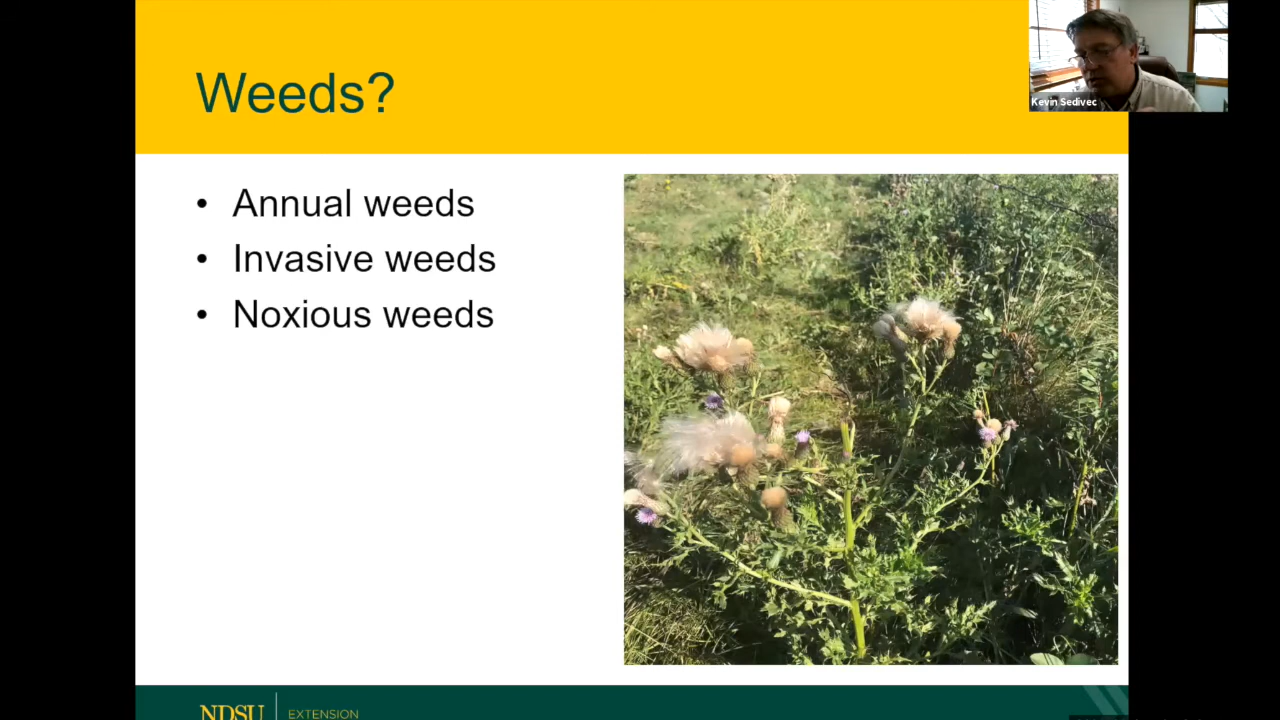 Weeds?
Kevin Sedivec
• Annual weeds
• Invasive weeds
• Noxious weeds
NDSU EXTENSION